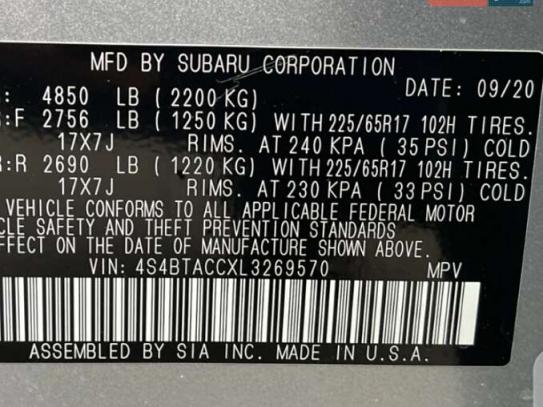 MFD BY SUBARU CORPORATION
DATE: 09/20
: 4850 LB ( 2200 KG)
R:F 2756 LB ( 1250 KG) WITH 225/65R17 102H TIRES.
17X7J RIMS. AT 240 KPA ( 35 PSI) COLD
R:R 2690 LB ( 1220 KG) WITH 225/65R17 102H TIRES.
17X7J RIMS. AT 230 KPA ( 33 PSI) COLD
VEHICLE CONFORMS TO ALL APPLICABLE FEDERAL MOTOR
CLE SAFETY AND THEFT PREVENTION STANDARDS
EFFECT ON THE DATE OF MANUFACTURE SHOWN ABOVE.
VIN: 4S4BTACCXL3269570 MPV
ASSEMBLED BY SIA INC. MADE IN U.S.A.